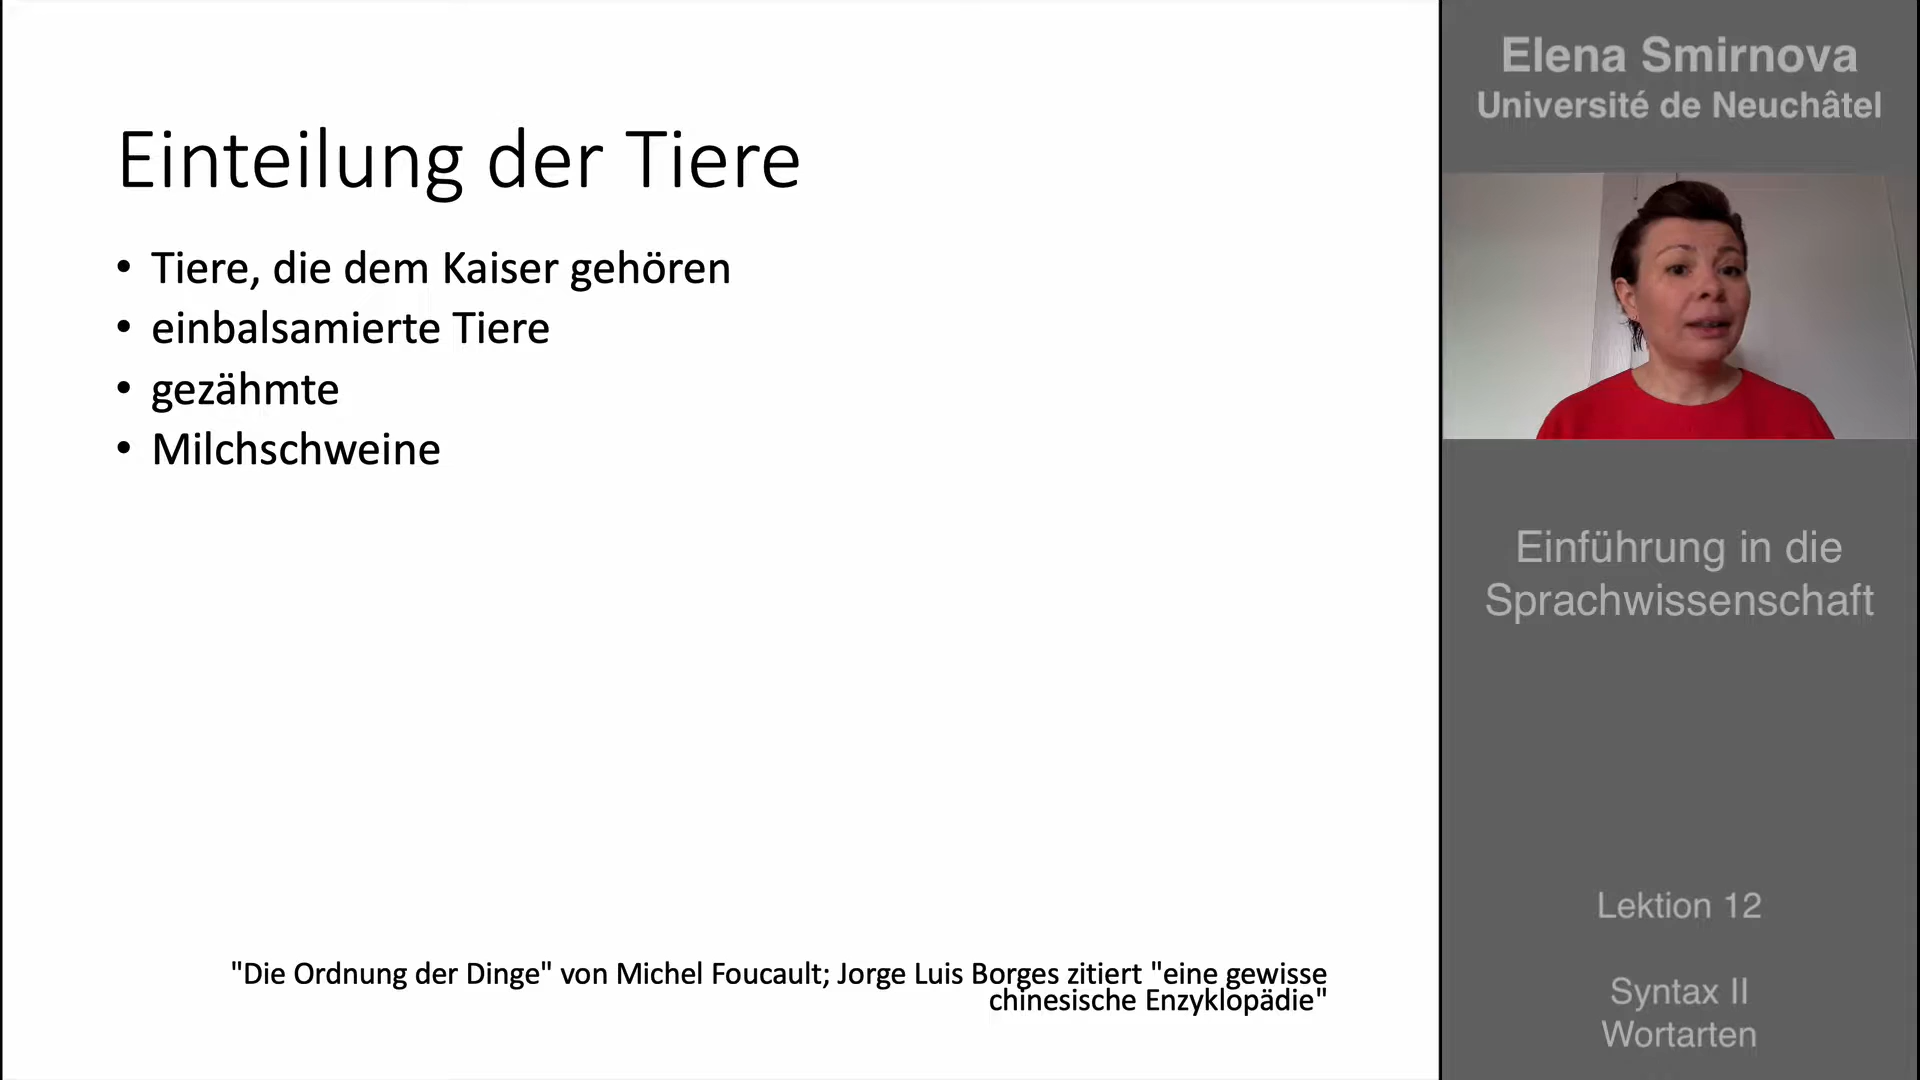 Einteilung der Tiere
• Tiere, die dem Kaiser gehören
• einbalsamierte Tiere
• gezähmte
• Milchschweine
"Die Ordnung der Dinge" von Michel Foucault; Jorge Luis Borges zitiert "eine gewisse
chinesische Enzyklopädie"
Elena Smirnova
Université de Neuchâtel
Einführung in die
Sprachwissenschaft
Lektion 12
Syntax II
Wortarten